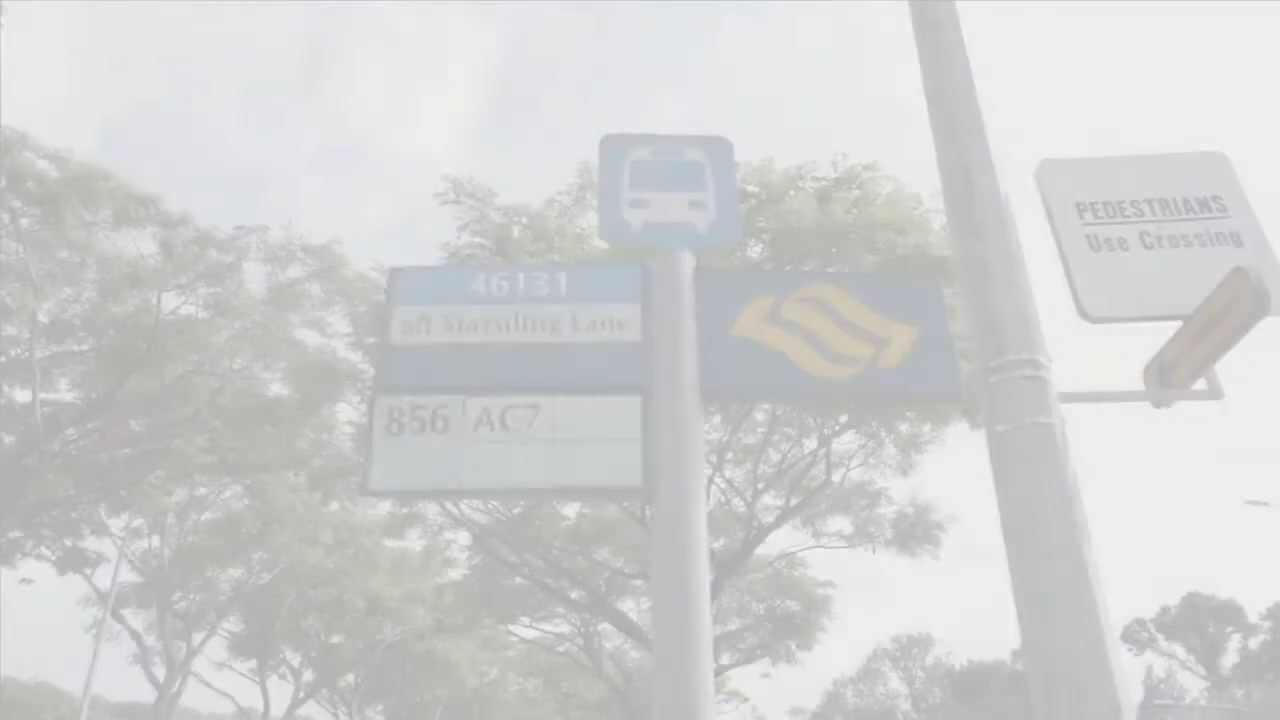 46131
aft Marsiling Lane
856 AC7
PEDESTRIANS
Use Crossing